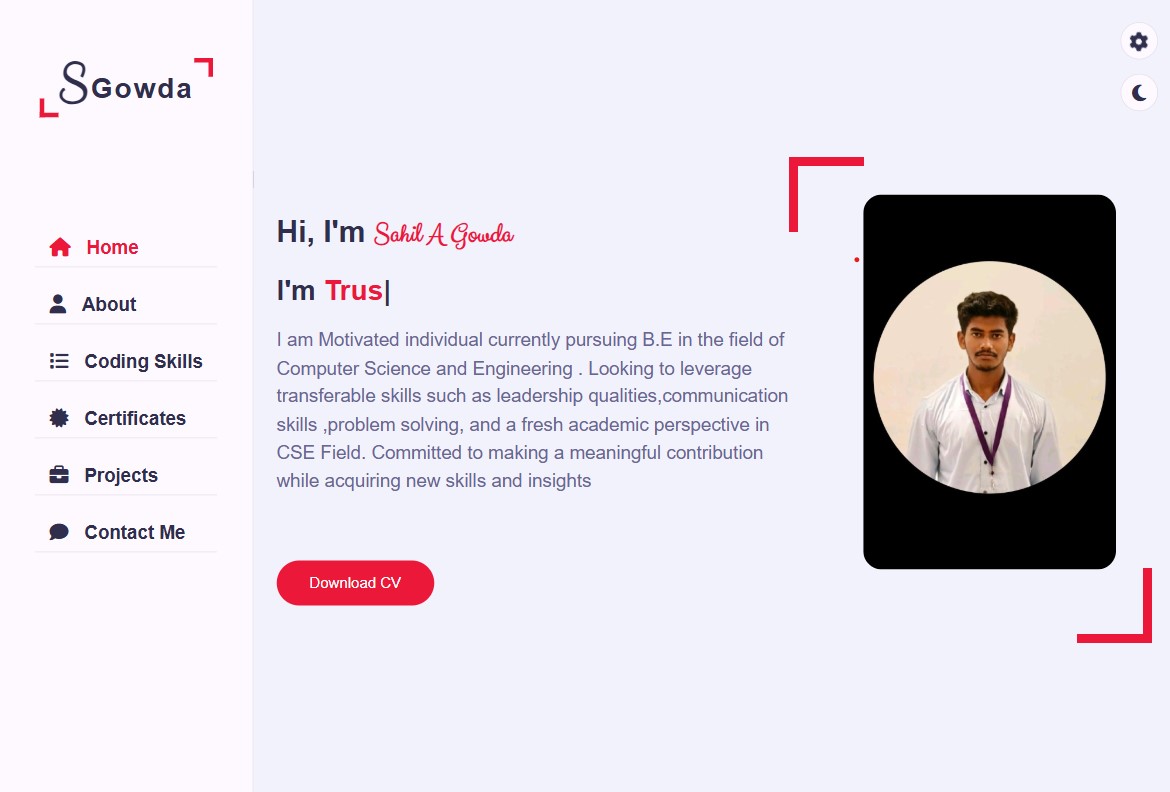 SGowda
Home
About
Coding Skills
Certificates
Projects
Contact Me
Hi, I'm Sahil A Gowda
I'm Trus|
I am Motivated individual currently pursuing B.E in the field of
Computer Science and Engineering . Looking to leverage
transferable skills such as leadership qualities,communication
skills ,problem solving, and a fresh academic perspective in
CSE Field. Committed to making a meaningful contribution
while acquiring new skills and insights
Download CV